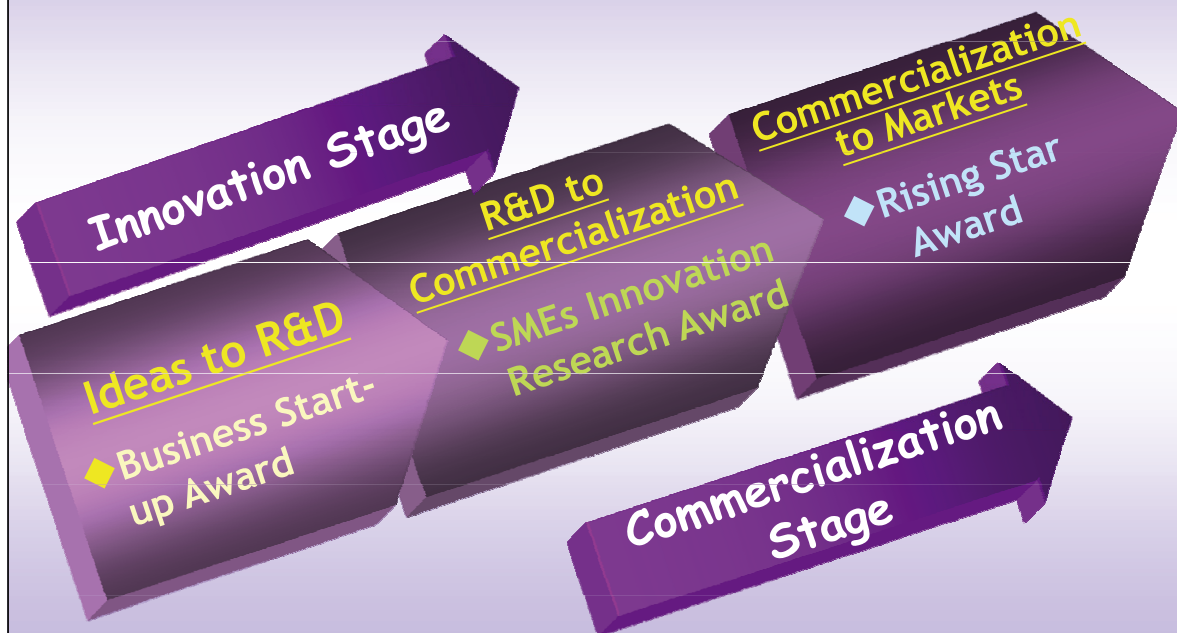 Innovation Stage
Ideas to R&D
◆Business Start-
up Award
R&D to
Commercialization
◆SMEs Innovation
Research Award
Commercialization
to Markets
◆Rising Star
Award
Commercialization
Stage